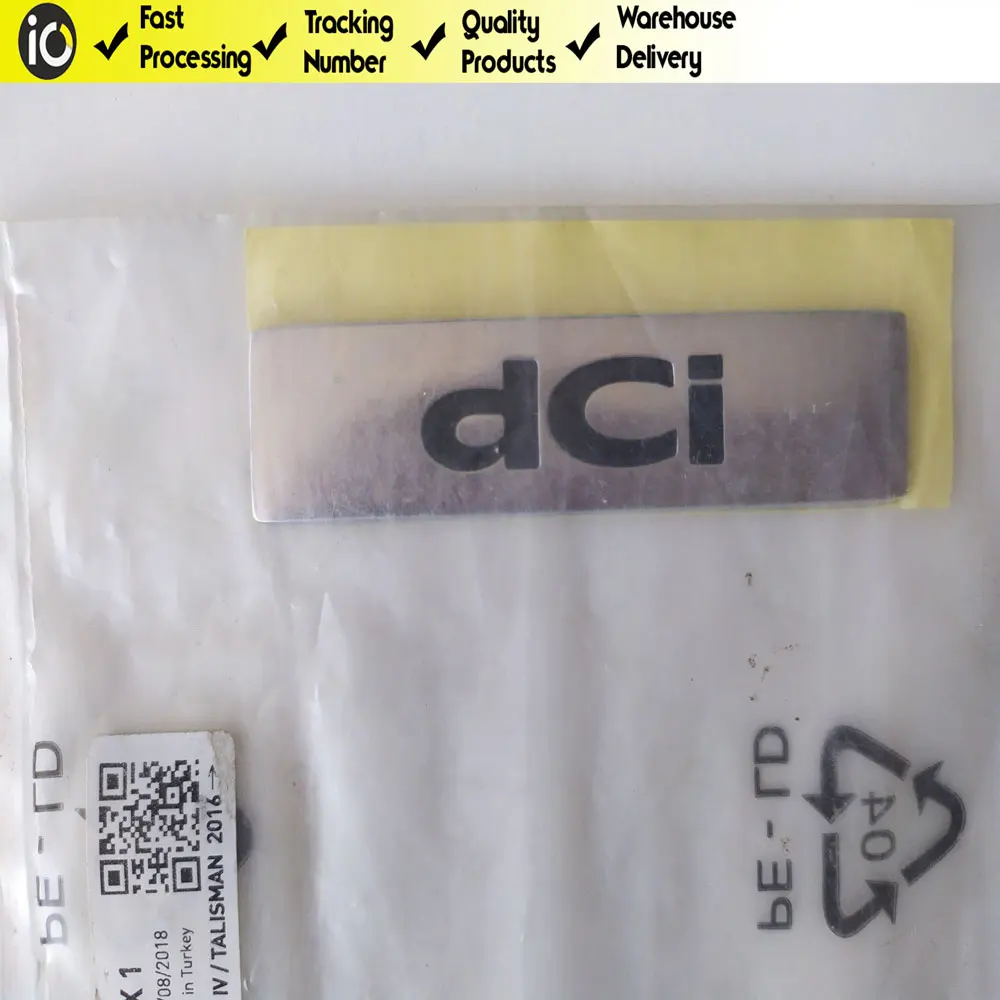 iO
Fast
Processing
Tracking
Number
Quality
Products
Warehouse
Delivery
dCi
PE - LD
X 1
/08/2018
in Turkey
IV / TALISMAN 2016→
PE - LD
04